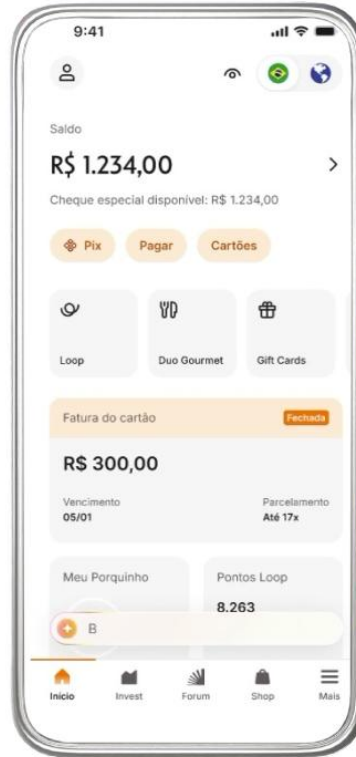 9:41
Saldo
R$ 1.234,00
Cheque especial disponível: R$ 1.234,00
Pix Pagar Cartões
Loop Duo Gourmet Gift Cards
Fatura do cartão Fechada
R$ 300,00
Vencimento Parcelamento
05/01 Até 17x
Meu Porquinho Pontos Loop
8.263
B
Início Invest Forum Shop Mais